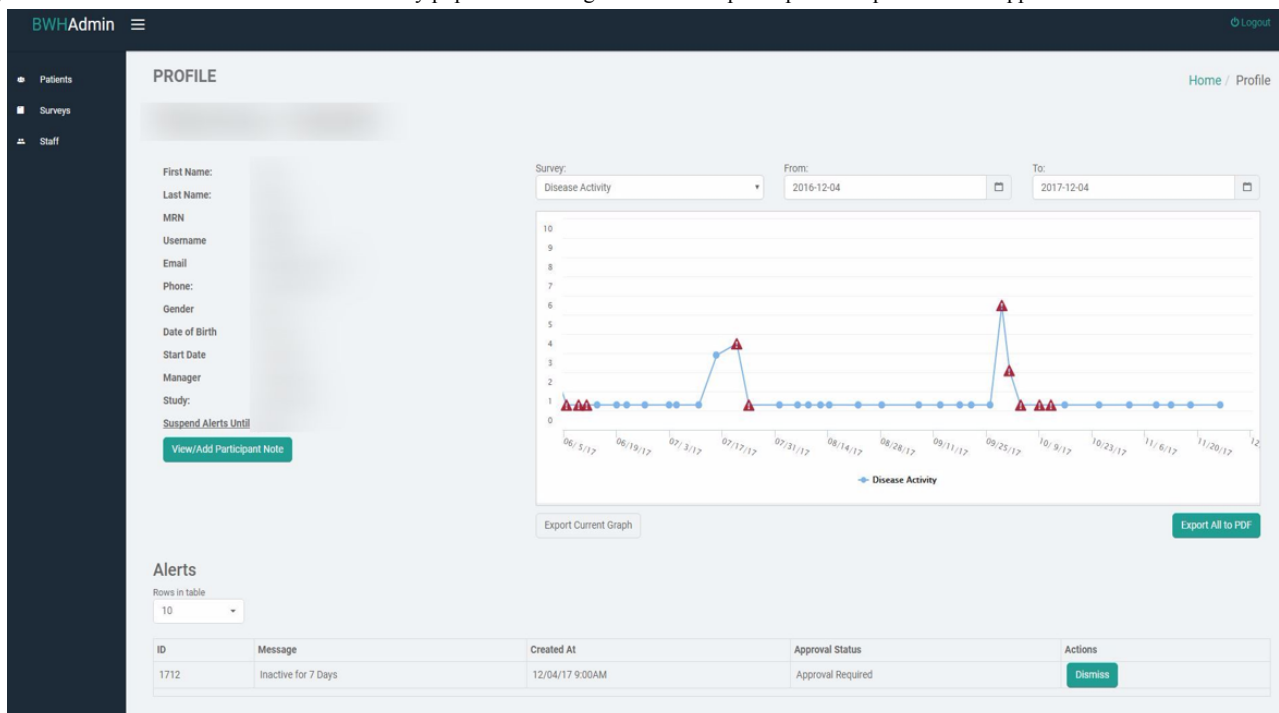 BWHAdmin
Logout
Patients
Surveys
Staff
PROFILE
Home / Profile
First Name:
Last Name:
MRN
Username
Email
Phone:
Gender
Date of Birth
Start Date
Manager
Study:
Suspend Alerts Until
View/Add Participant Note
Survey:
Disease Activity
From:
2016-12-04
To:
2017-12-04
10
9
8
7
6
5
4
3
2
1
0
06/ 5/17 06/19/17 07/ 3/17 07/17/17 07/31/17 08/14/17 08/28/17 09/11/17 09/25/17 10/ 9/17 10/23/17 11/ 6/17 11/20/17
Disease Activity
Export Current Graph
Export All to PDF
Alerts
Rows in table
10
ID Message Created At Approval Status Actions
1712 Inactive for 7 Days 12/04/17 9:00AM Approval Required Dismiss